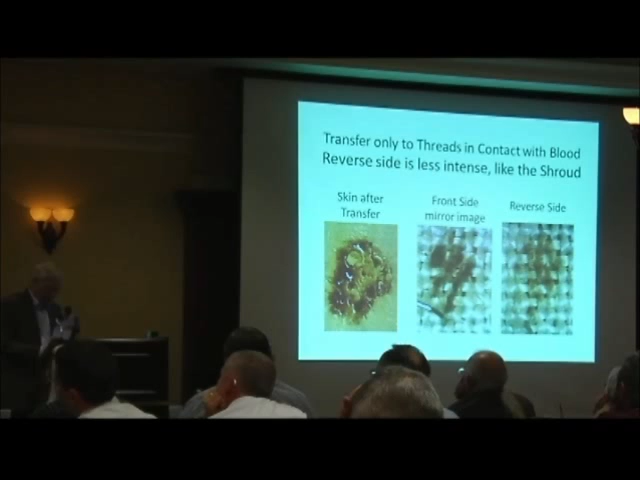 Transfer only to Threads in Contact with Blood
Reverse side is less intense, like the Shroud
Skin after
Transfer
Front Side
mirror image
Reverse Side